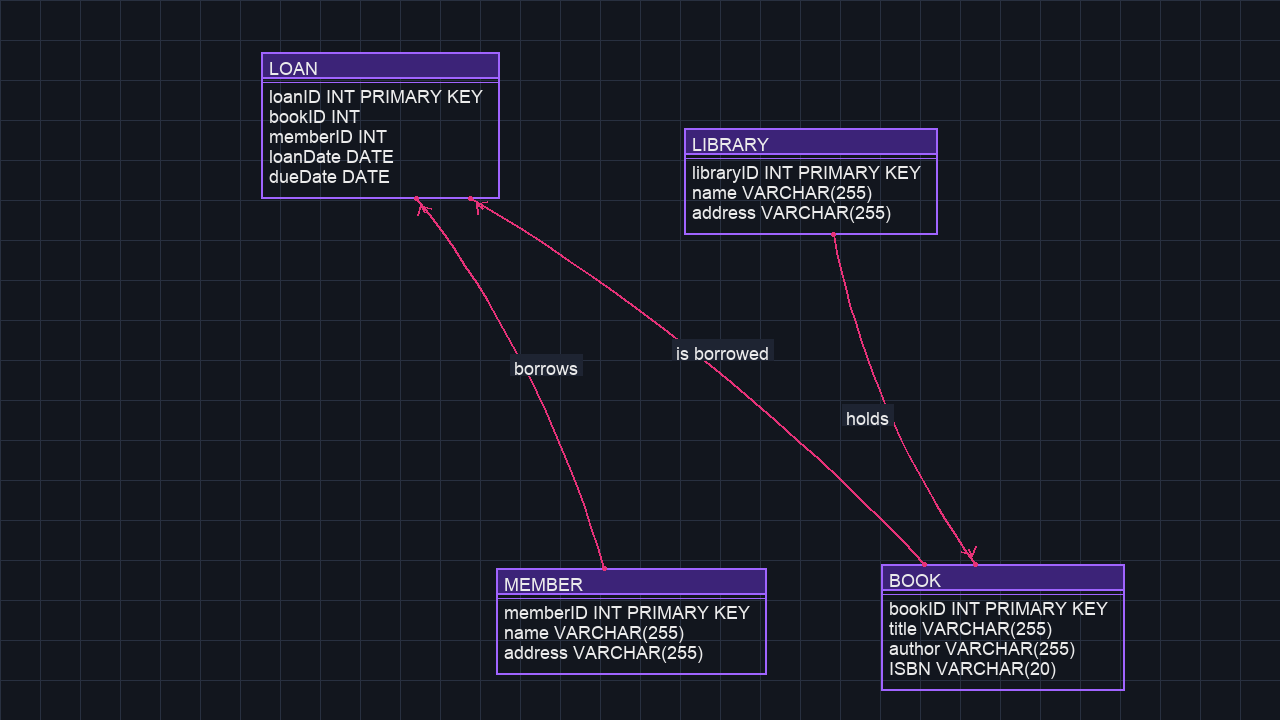 LOAN
loanID INT PRIMARY KEY
bookID INT
memberID INT
loanDate DATE
dueDate DATE
LIBRARY
libraryID INT PRIMARY KEY
name VARCHAR(255)
address VARCHAR(255)
borrows
is borrowed
holds
MEMBER
memberID INT PRIMARY KEY
name VARCHAR(255)
address VARCHAR(255)
BOOK
bookID INT PRIMARY KEY
title VARCHAR(255)
author VARCHAR(255)
ISBN VARCHAR(20)